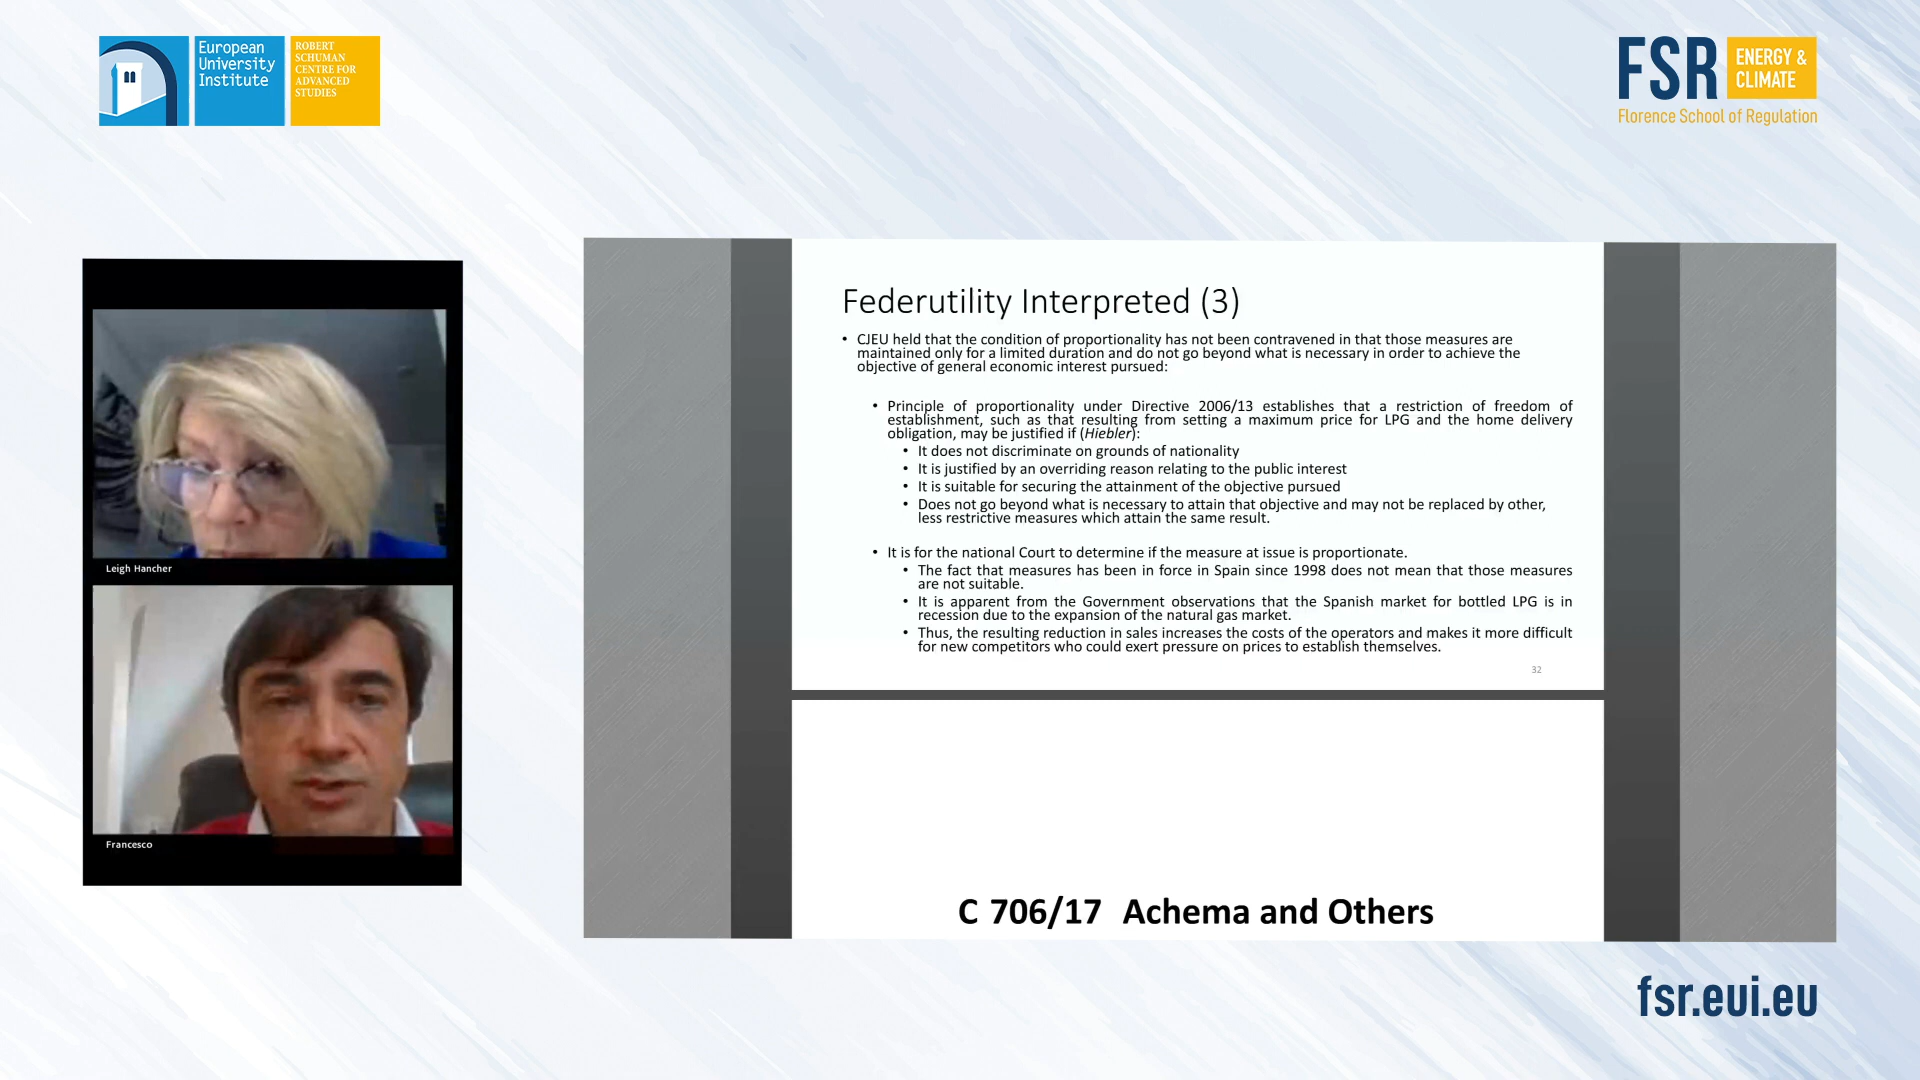 European
University
Institute
ROBERT
SCHUMAN
CENTRE FOR
ADVANCED
STUDIES
FSR
ENERGY &
CLIMATE
Florence School of Regulation
Leigh Hancher
Francesco
Federutility Interpreted (3)
• CJEU held that the condition of proportionality has not been contravened in that those measures are
maintained only for a limited duration and do not go beyond what is necessary in order to achieve the
objective of general economic interest pursued:
• Principle of proportionality under Directive 2006/13 establishes that a restriction of freedom of
establishment, such as that resulting from setting a maximum price for LPG and the home delivery
obligation, may be justified if (Hiebler):
• It does not discriminate on grounds of nationality
• It is justified by an overriding reason relating to the public interest
• It is suitable for securing the attainment of the objective pursued
• Does not go beyond what is necessary to attain that objective and may not be replaced by other,
less restrictive measures which attain the same result.
• It is for the national Court to determine if the measure at issue is proportionate.
• The fact that measures has been in force in Spain since 1998 does not mean that those measures
are not suitable.
• It is apparent from the Government observations that the Spanish market for bottled LPG is in
recession due to the expansion of the natural gas market.
• Thus, the resulting reduction in sales increases the costs of the operators and makes it more difficult
for new competitors who could exert pressure on prices to establish themselves.
32
C 706/17 Achema and Others
fsr.eui.eu